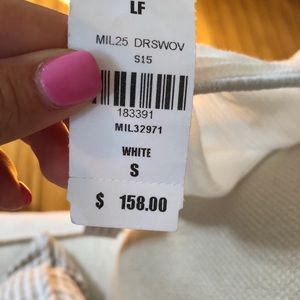 LF
MIL25 DRSWOV
S15
183391
MIL32971
WHITE
S
$ 158.00